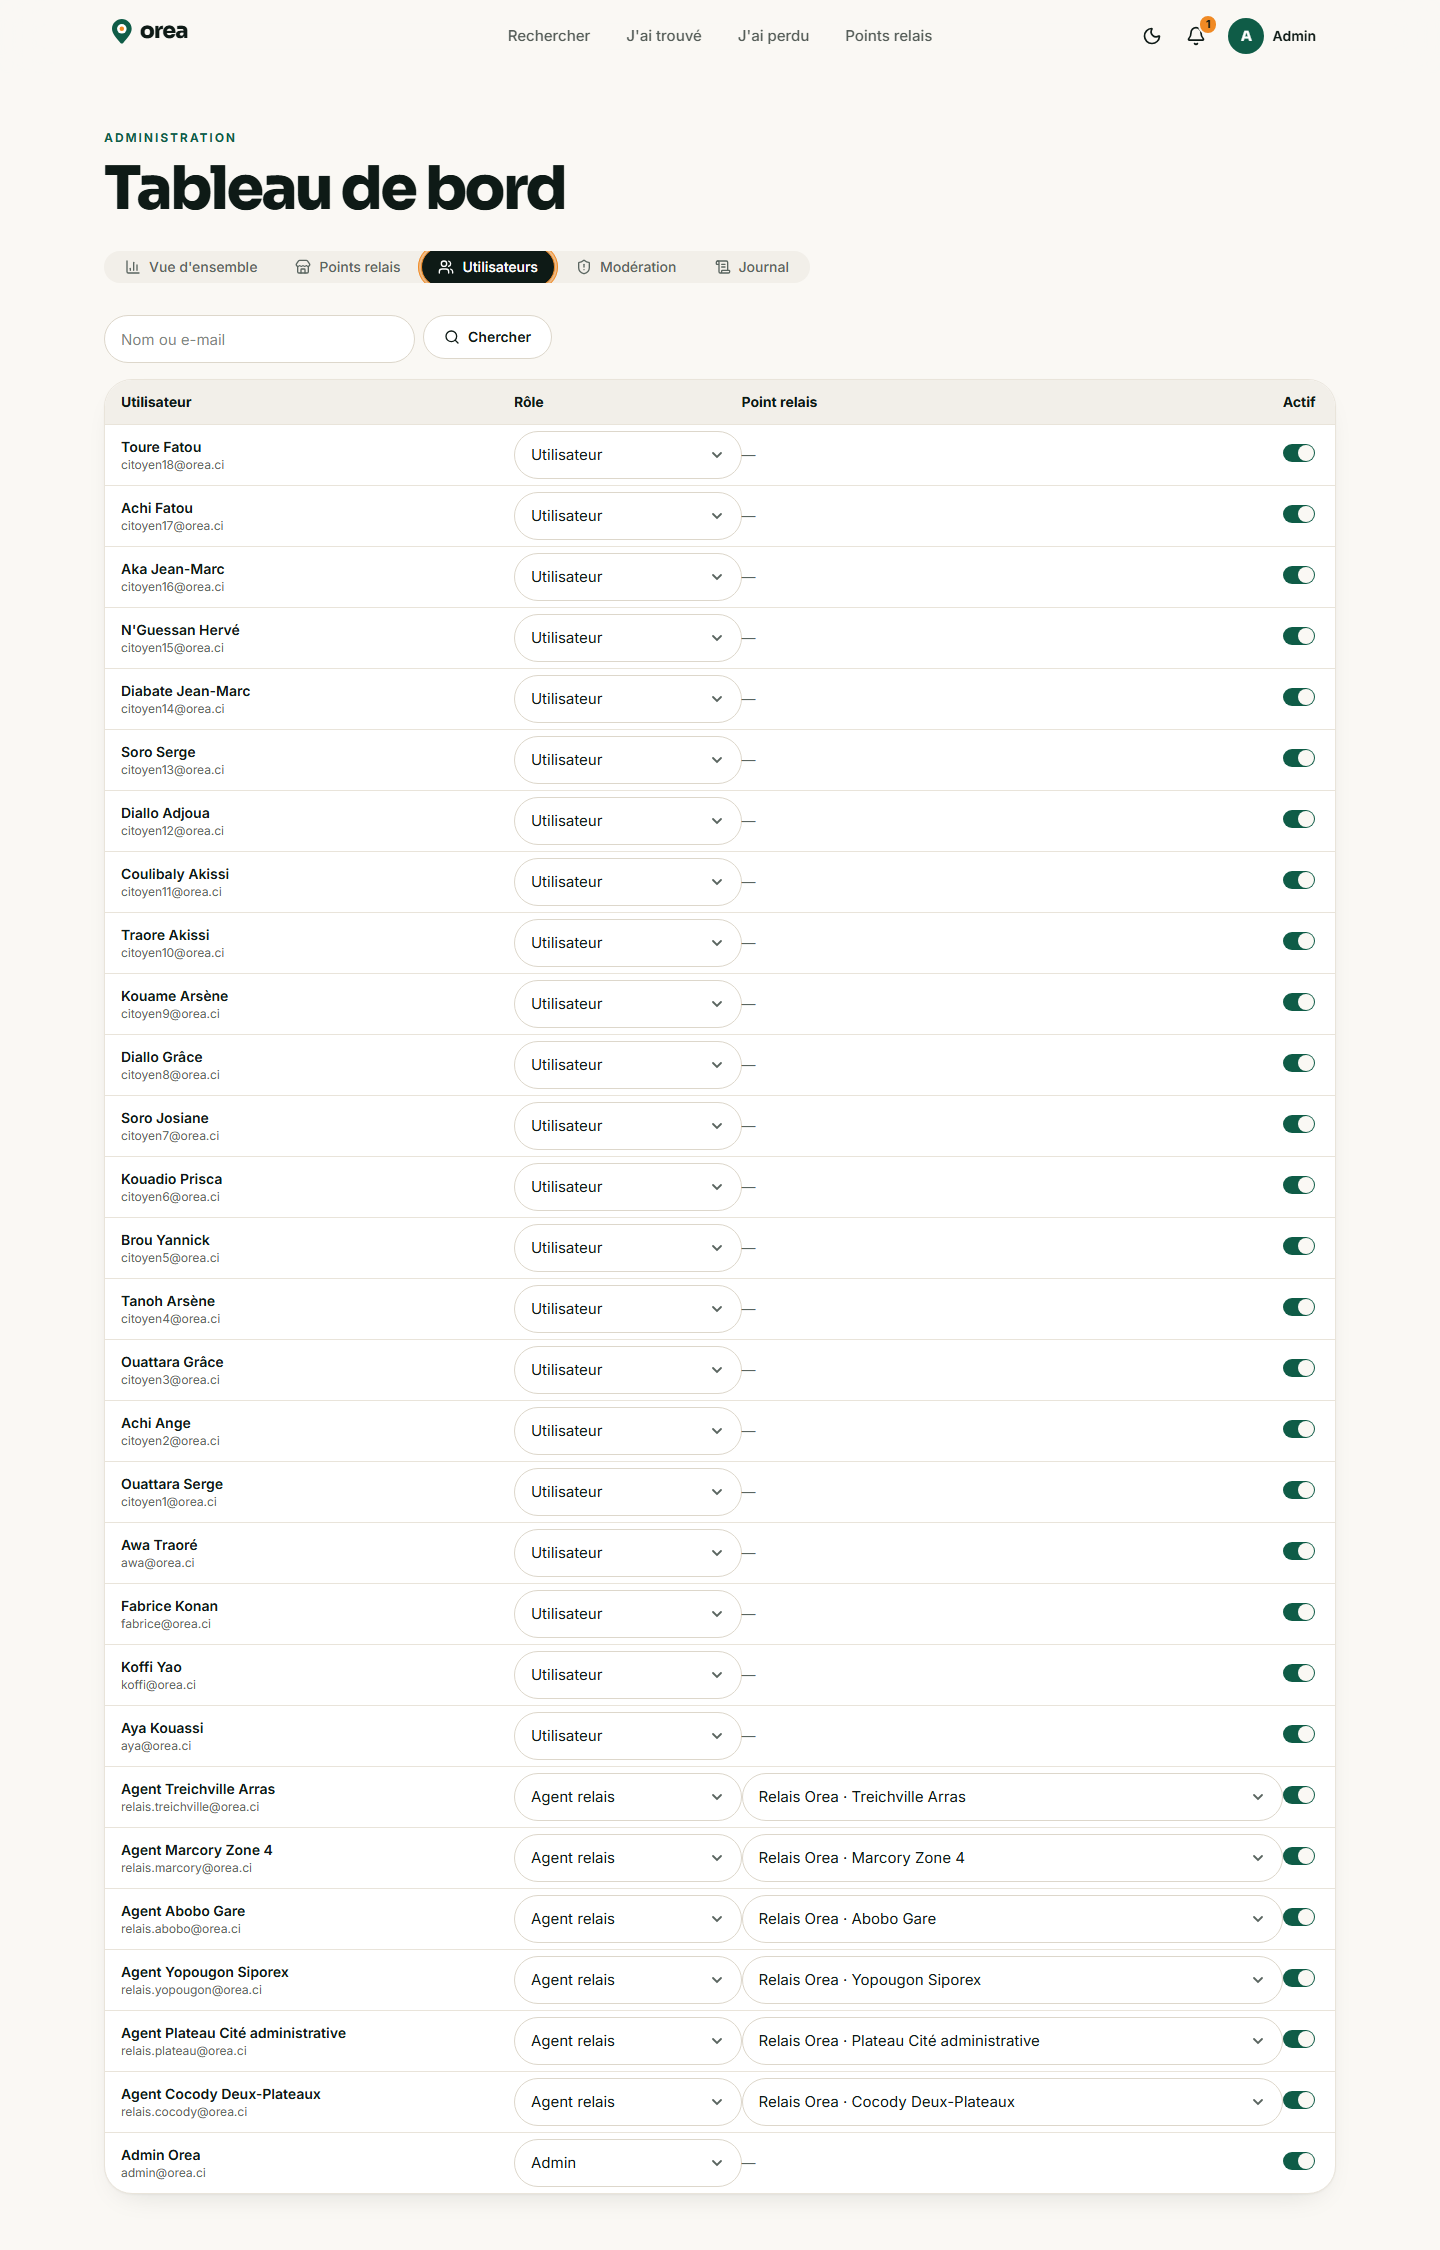 orea
Rechercher J'ai trouvé J'ai perdu Points relais
1
A Admin
ADMINISTRATION
Tableau de bord
Vue d'ensemble Points relais Utilisateurs Modération Journal
Nom ou e-mail Chercher
Utilisateur Rôle Point relais Actif
Toure Fatou
citoyen18@orea.ci
Utilisateur —
Achi Fatou
citoyen17@orea.ci
Utilisateur —
Aka Jean-Marc
citoyen16@orea.ci
Utilisateur —
N'Guessan Hervé
citoyen15@orea.ci
Utilisateur —
Diabate Jean-Marc
citoyen14@orea.ci
Utilisateur —
Soro Serge
citoyen13@orea.ci
Utilisateur —
Diallo Adjoua
citoyen12@orea.ci
Utilisateur —
Coulibaly Akissi
citoyen11@orea.ci
Utilisateur —
Traore Akissi
citoyen10@orea.ci
Utilisateur —
Kouame Arsène
citoyen9@orea.ci
Utilisateur —
Diallo Grâce
citoyen8@orea.ci
Utilisateur —
Soro Josiane
citoyen7@orea.ci
Utilisateur —
Kouadio Prisca
citoyen6@orea.ci
Utilisateur —
Brou Yannick
citoyen5@orea.ci
Utilisateur —
Tanoh Arsène
citoyen4@orea.ci
Utilisateur —
Ouattara Grâce
citoyen3@orea.ci
Utilisateur —
Achi Ange
citoyen2@orea.ci
Utilisateur —
Ouattara Serge
citoyen1@orea.ci
Utilisateur —
Awa Traoré
awa@orea.ci
Utilisateur —
Fabrice Konan
fabrice@orea.ci
Utilisateur —
Koffi Yao
koffi@orea.ci
Utilisateur —
Aya Kouassi
aya@orea.ci
Utilisateur —
Agent Treichville Arras
relais.treichville@orea.ci
Agent relais Relais Orea · Treichville Arras
Agent Marcory Zone 4
relais.marcory@orea.ci
Agent relais Relais Orea · Marcory Zone 4
Agent Abobo Gare
relais.abobo@orea.ci
Agent relais Relais Orea · Abobo Gare
Agent Yopougon Siporex
relais.yopougon@orea.ci
Agent relais Relais Orea · Yopougon Siporex
Agent Plateau Cité administrative
relais.plateau@orea.ci
Agent relais Relais Orea · Plateau Cité administrative
Agent Cocody Deux-Plateaux
relais.cocody@orea.ci
Agent relais Relais Orea · Cocody Deux-Plateaux
Admin Orea
admin@orea.ci
Admin —